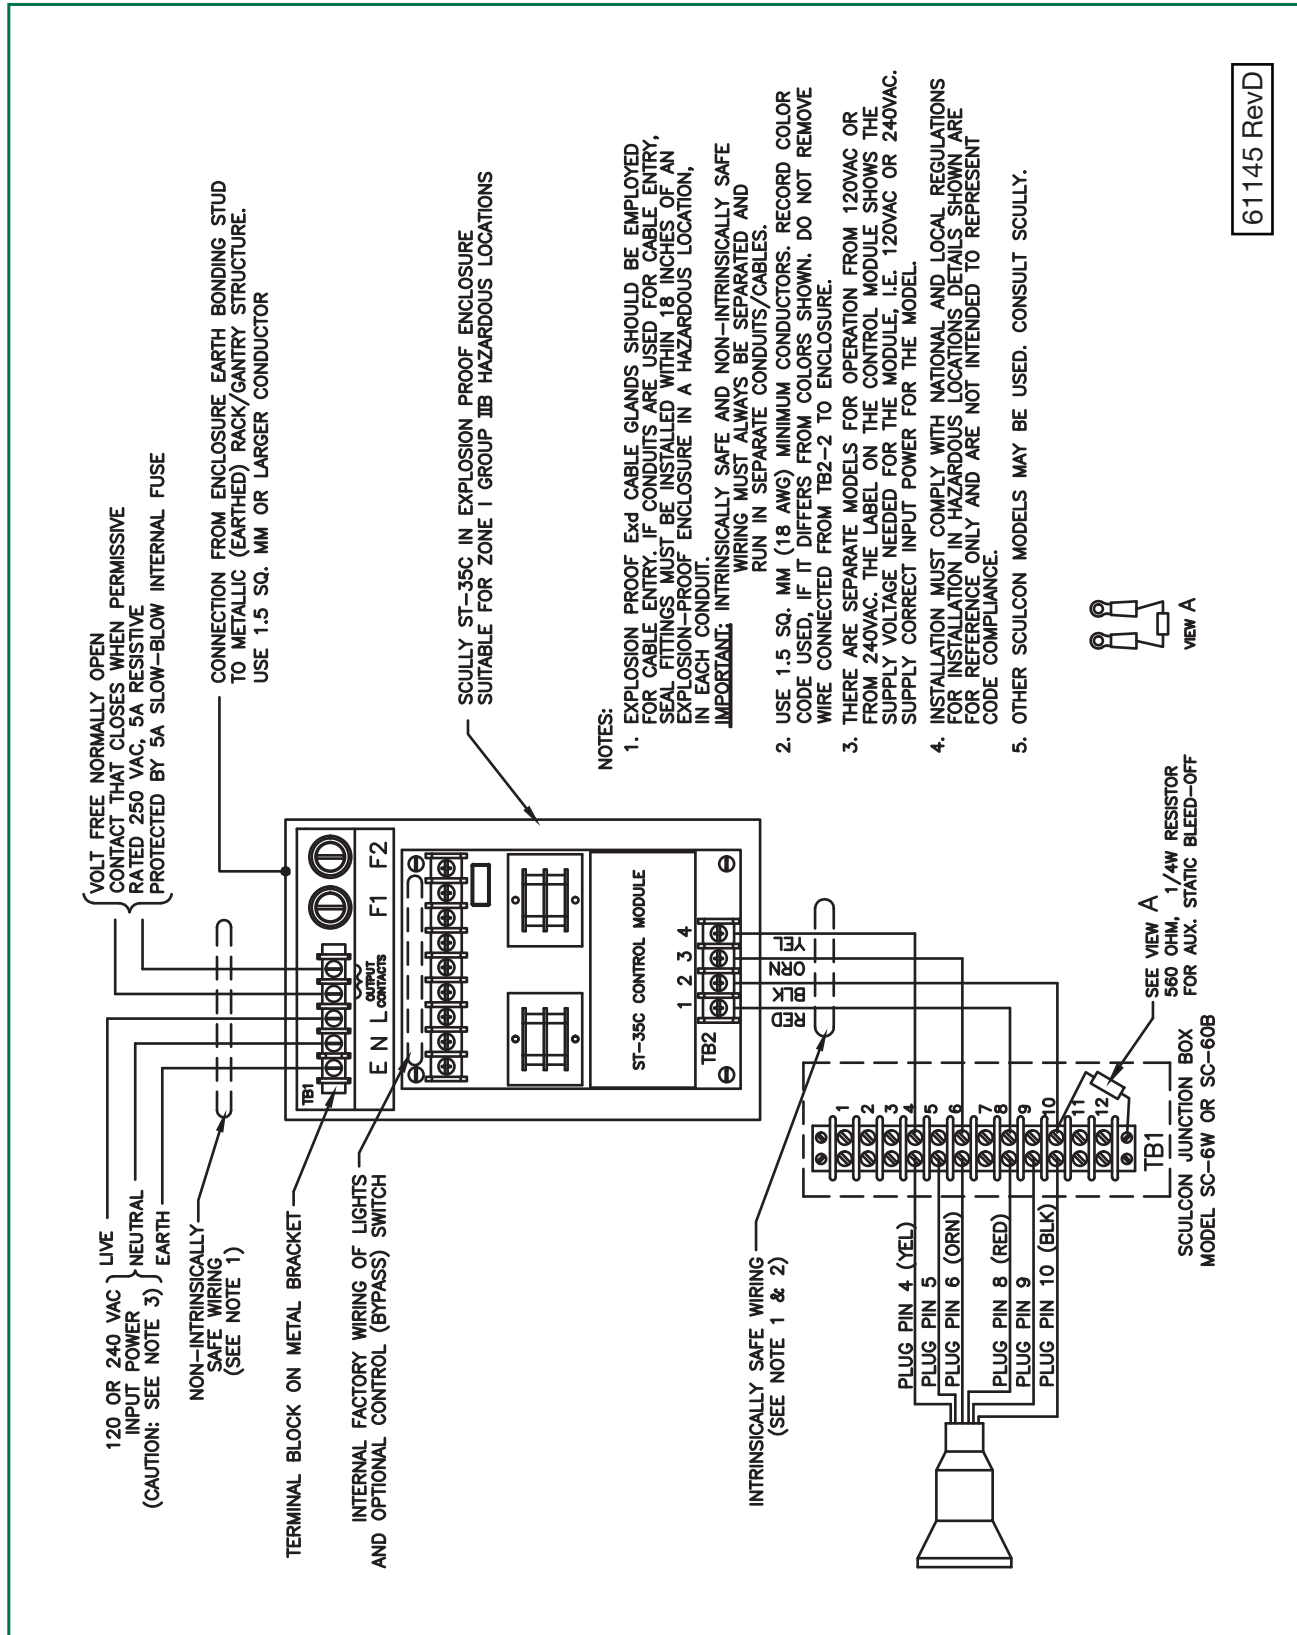 VOLT FREE NORMALLY OPEN
CONTACT THAT CLOSES WHEN PERMISSIVE
RATED 250 VAC, 5A RESISTIVE
PROTECTED BY 5A SLOW-BLOW INTERNAL FUSE
CONNECTION FROM ENCLOSURE EARTH BONDING STUD
TO METALLIC (EARTHED) RACK/GANTRY STRUCTURE.
USE 1.5 SQ. MM OR LARGER CONDUCTOR
SCULLY ST-35C IN EXPLOSION PROOF ENCLOSURE
SUITABLE FOR ZONE I GROUP IIB HAZARDOUS LOCATIONS
120 OR 240 VAC
INPUT POWER
(CAUTION: SEE NOTE 3)
LIVE
NEUTRAL
EARTH
NON-INTRINSICALLY
SAFE WIRING
(SEE NOTE 1)
TERMINAL BLOCK ON METAL BRACKET
INTERNAL FACTORY WIRING OF LIGHTS
AND OPTIONAL CONTROL (BYPASS) SWITCH
TB1
E N L
OUTPUT
CONTACTS
F1 F2
ST-35C CONTROL MODULE
TB2
1 2 3 4
RED
BLK
ORN
YEL
INTRINSICALLY SAFE WIRING
(SEE NOTE 1 & 2)
PLUG PIN 4 (YEL)
PLUG PIN 5
PLUG PIN 6 (ORN)
PLUG PIN 8 (RED)
PLUG PIN 9
PLUG PIN 10 (BLK)
1
2
3
4
5
6
7
8
9
10
11
12
TB1
SCULCON JUNCTION BOX
MODEL SC-6W OR SC-60B
SEE VIEW A
560 OHM, 1/4W RESISTOR
FOR AUX. STATIC BLEED-OFF
VIEW A
NOTES:
1. EXPLOSION PROOF Exd CABLE GLANDS SHOULD BE EMPLOYED
FOR CABLE ENTRY. IF CONDUITS ARE USED FOR CABLE ENTRY,
SEAL FITTINGS MUST BE INSTALLED WITHIN 18 INCHES OF AN
EXPLOSION-PROOF ENCLOSURE IN A HAZARDOUS LOCATION,
IN EACH CONDUIT.
IMPORTANT: INTRINSICALLY SAFE AND NON-INTRINSICALLY SAFE
WIRING MUST ALWAYS BE SEPARATED AND
RUN IN SEPARATE CONDUITS/CABLES.
2. USE 1.5 SQ. MM (18 AWG) MINIMUM CONDUCTORS. RECORD COLOR
CODE USED, IF IT DIFFERS FROM COLORS SHOWN. DO NOT REMOVE
WIRE CONNECTED FROM TB2-2 TO ENCLOSURE.
3. THERE ARE SEPARATE MODELS FOR OPERATION FROM 120VAC OR
FROM 240VAC. THE LABEL ON THE CONTROL MODULE SHOWS THE
SUPPLY VOLTAGE NEEDED FOR THE MODULE, I.E. 120VAC OR 240VAC.
SUPPLY CORRECT INPUT POWER FOR THE MODEL.
4. INSTALLATION MUST COMPLY WITH NATIONAL AND LOCAL REGULATIONS
FOR INSTALLATION IN HAZARDOUS LOCATIONS DETAILS SHOWN ARE
FOR REFERENCE ONLY AND ARE NOT INTENDED TO REPRESENT
CODE COMPLIANCE.
5. OTHER SCULCON MODELS MAY BE USED. CONSULT SCULLY.
61145 RevD